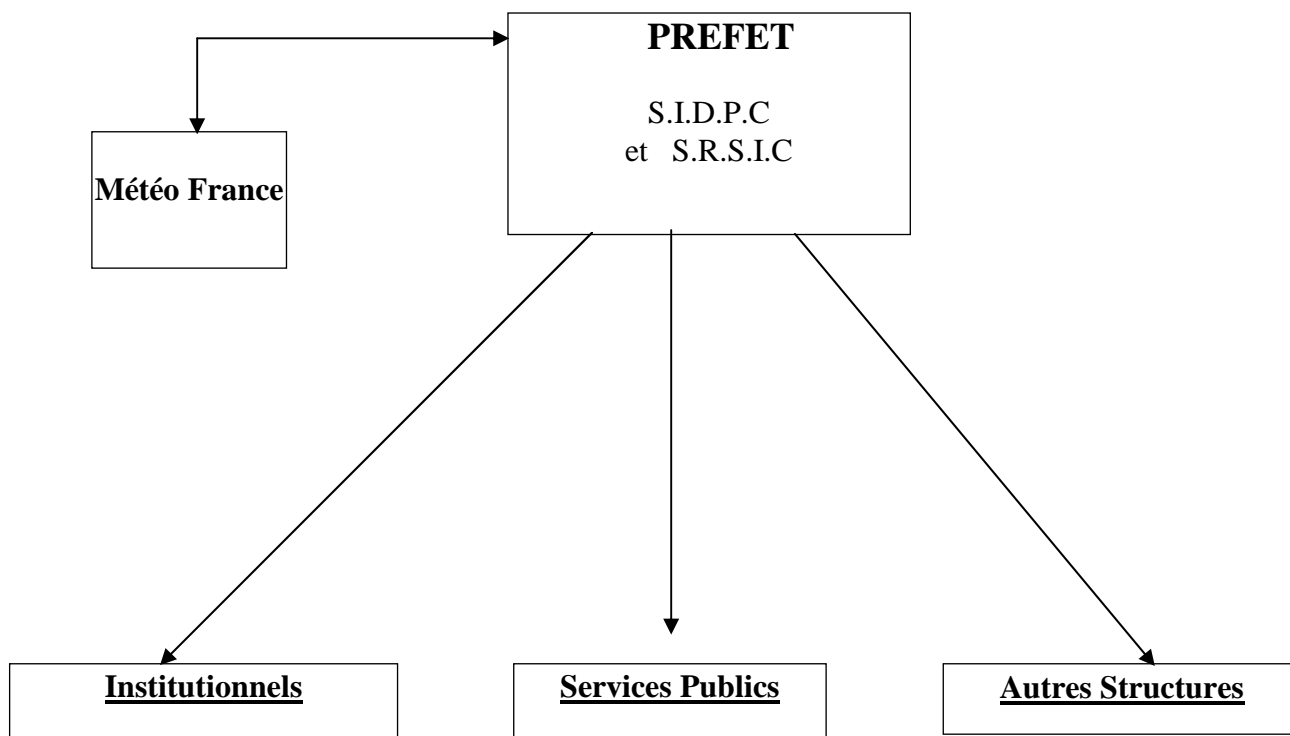 PREFET
S.I.D.P.C
et S.R.S.I.C
Météo France
Institutionnels
Services Publics
Autres Structures